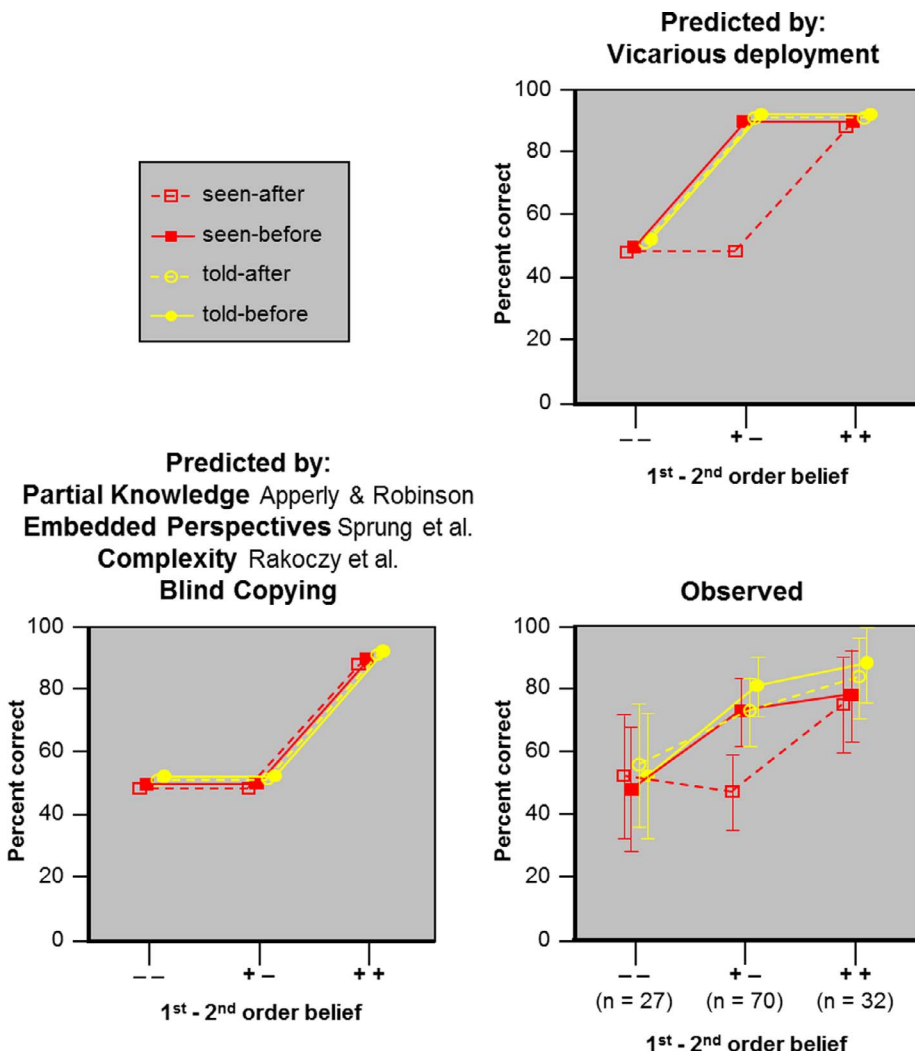 Predicted by:
Vicarious deployment
seen-after
seen-before
told-after
told-before
Percent correct
100
80
60
40
20
0
– –
+ –
+ +
1st - 2nd order belief
Predicted by:
Partial Knowledge Apperly & Robinson
Embedded Perspectives Sprung et al.
Complexity Rakoczy et al.
Blind Copying
Percent correct
100
80
60
40
20
0
– –
+ –
+ +
1st - 2nd order belief
Observed
Percent correct
100
80
60
40
20
0
– –
+ –
+ +
(n = 27)
(n = 70)
(n = 32)
1st - 2nd order belief